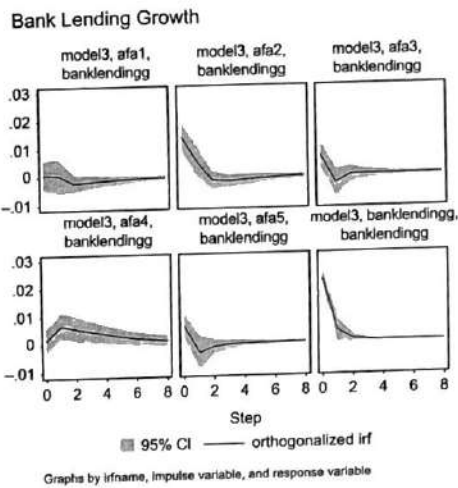 Bank Lending Growth
model3, afa1,
banklendingg
model3, afa2,
banklendingg
model3, afa3,
banklendingg
.03
.02
.01
0
−.01
model3, afa4,
banklendingg
model3, afa5,
banklendingg
model3, banklendingg,
banklendingg
.03
.02
.01
0
−.01
0 2 4 6 8 0 2 4 6 8 0 2 4 6 8
Step
95% CI orthogonalized irf
Graphs by irfname, impulse variable, and response variable